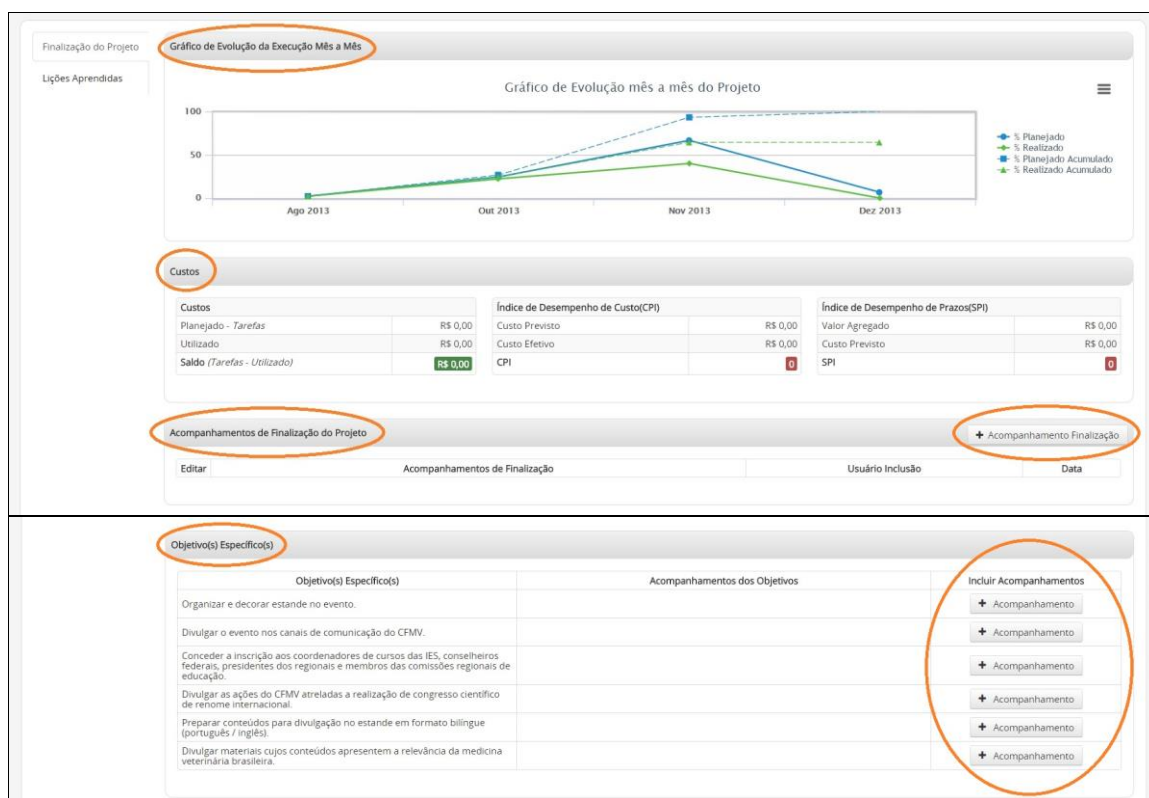 Finalização do Projeto
Lições Aprendidas
Gráfico de Evolução da Execução Mês a Mês
Gráfico de Evolução mês a mês do Projeto
100
50
0
Ago 2013 Out 2013 Nov 2013 Dez 2013
% Planejado
% Realizado
% Planejado Acumulado
% Realizado Acumulado
Custos
Custos Índice de Desempenho de Custo(CPI) Índice de Desempenho de Prazos(SPI)
Planejado - Tarefas R$ 0,00 Custo Previsto R$ 0,00 Valor Agregado R$ 0,00
Utilizado R$ 0,00 Custo Efetivo R$ 0,00 Custo Previsto R$ 0,00
Saldo (Tarefas - Utilizado) R$ 0,00 CPI 0 SPI 0
Acompanhamentos de Finalização do Projeto + Acompanhamento Finalização
Editar Acompanhamentos de Finalização Usuário Inclusão Data
Objetivo(s) Específico(s)
Objetivo(s) Específico(s) Acompanhamentos dos Objetivos Incluir Acompanhamentos
Organizar e decorar estande no evento. + Acompanhamento
Divulgar o evento nos canais de comunicação do CFMV. + Acompanhamento
Conceder a inscrição aos coordenadores de cursos das IES, conselheiros
federais, presidentes dos regionais e membros das comissões regionais de + Acompanhamento
educação.
Divulgar as ações do CFMV atreladas a realização de congresso científico
de renome internacional. + Acompanhamento
Preparar conteúdos para divulgação no estande em formato bilíngue
(português / inglês). + Acompanhamento
Divulgar materiais cujos conteúdos apresentem a relevância da medicina
veterinária brasileira. + Acompanhamento